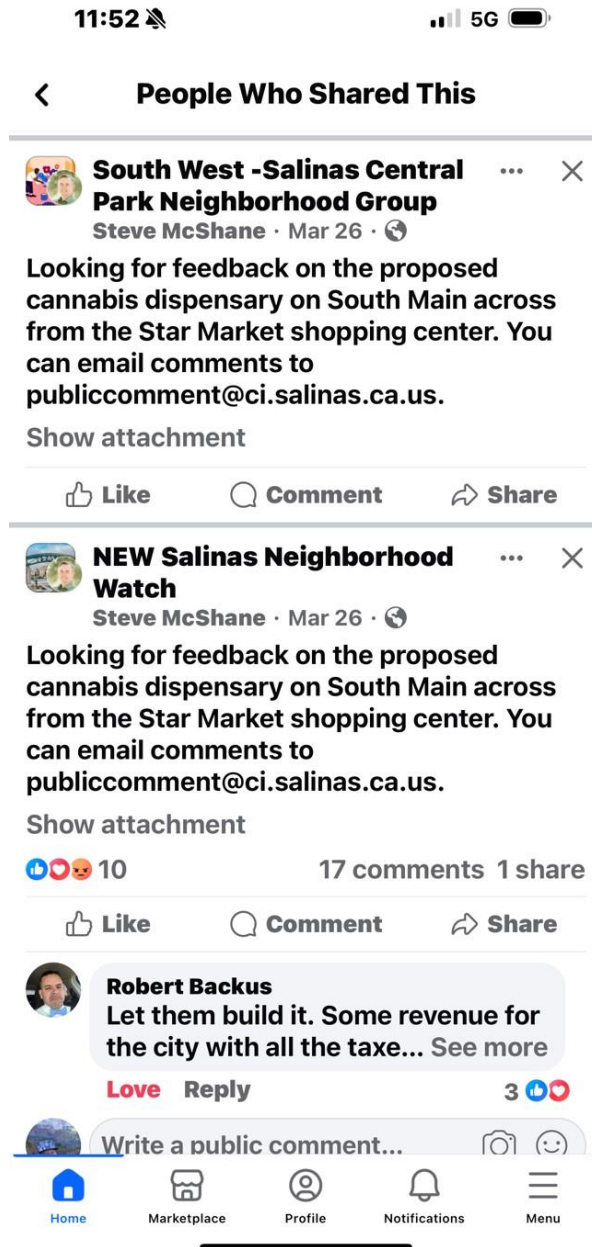 11:52
5G
People Who Shared This
South West -Salinas Central
Park Neighborhood Group
Steve McShane · Mar 26 ·
Looking for feedback on the proposed
cannabis dispensary on South Main across
from the Star Market shopping center. You
can email comments to
publiccomment@ci.salinas.ca.us.
Show attachment
Like Comment Share
NEW Salinas Neighborhood
Watch
Steve McShane · Mar 26 ·
Looking for feedback on the proposed
cannabis dispensary on South Main across
from the Star Market shopping center. You
can email comments to
publiccomment@ci.salinas.ca.us.
Show attachment
10 17 comments 1 share
Like Comment Share
Robert Backus
Let them build it. Some revenue for
the city with all the taxe... See more
Love Reply 3
Write a public comment...
Home Marketplace Profile Notifications Menu